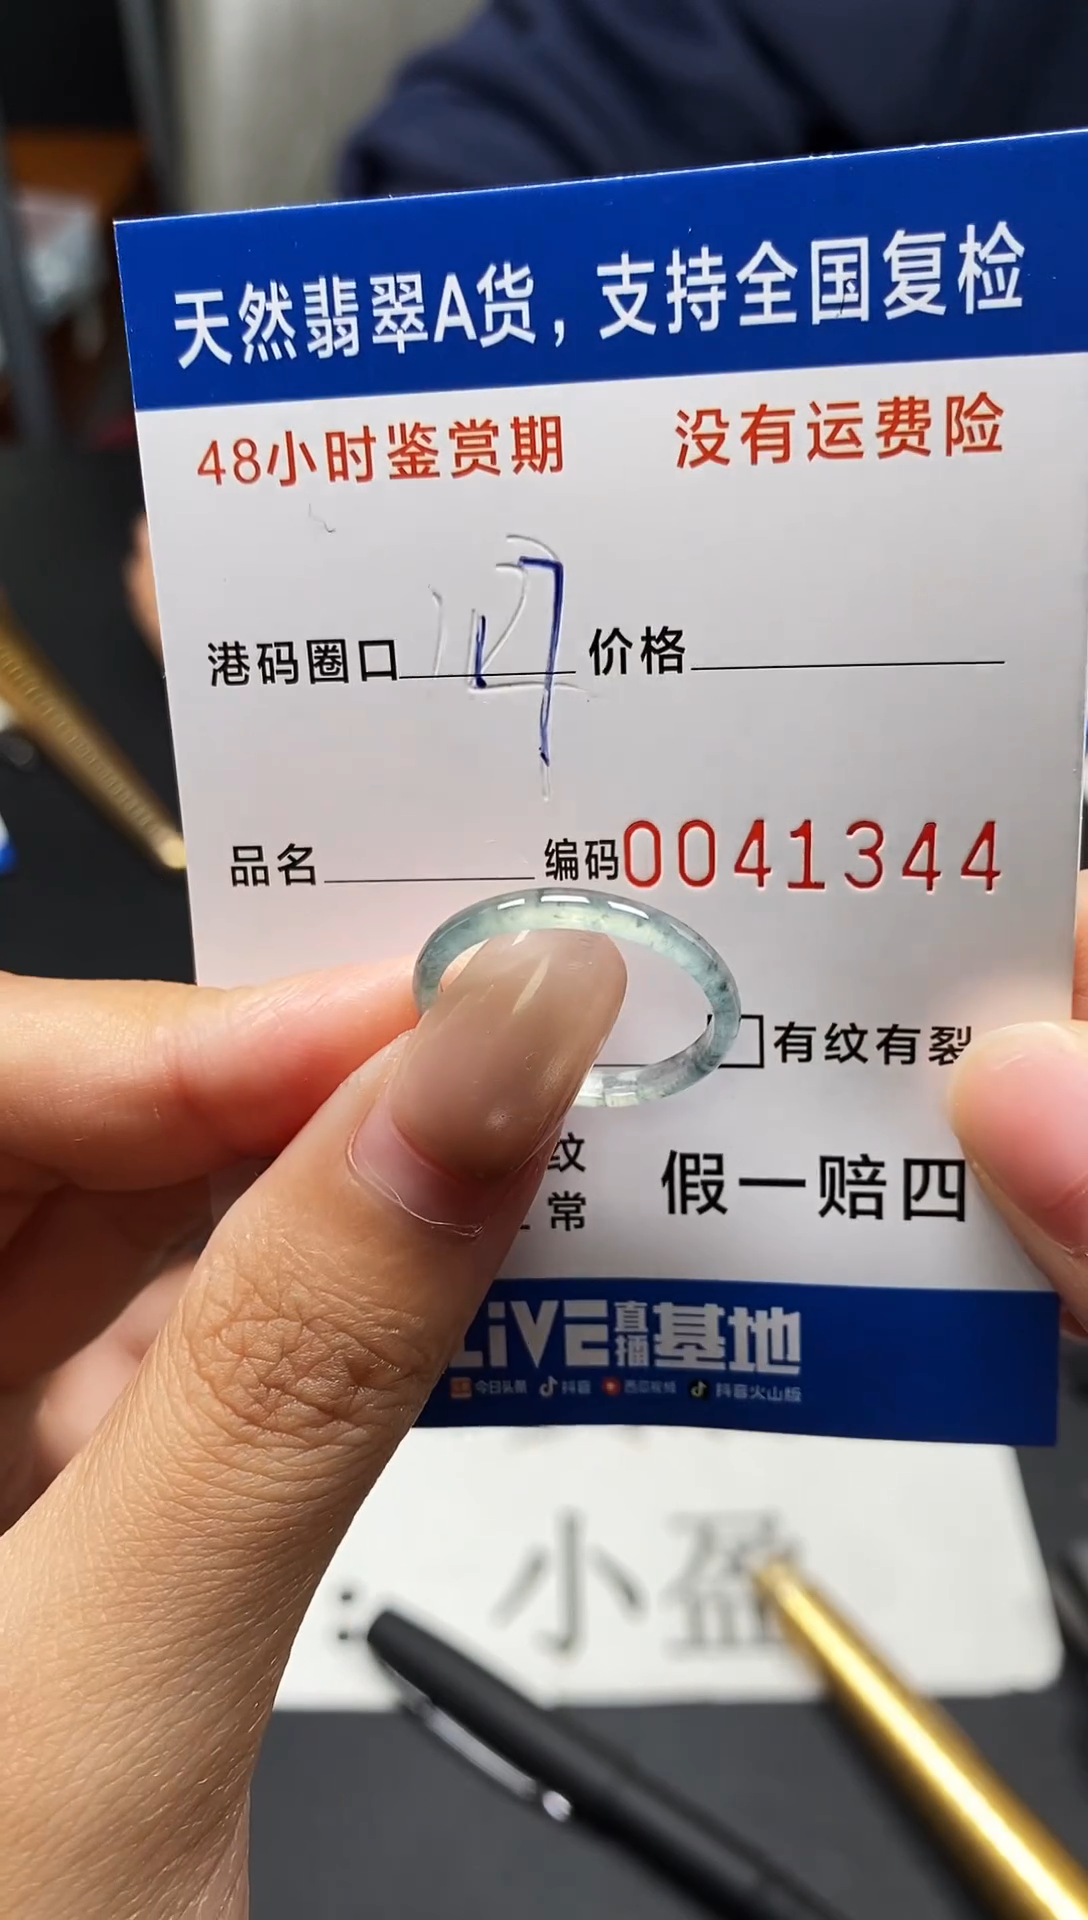 天然翡翠A货，支持全国复检
48小时鉴赏期 没有运费险
港码圈口 价格
品名 编码0041344
有纹有裂
纹
常 假一赔四
LiVE直播基地
今日头条 抖音 西瓜视频 抖音火山版
小盈